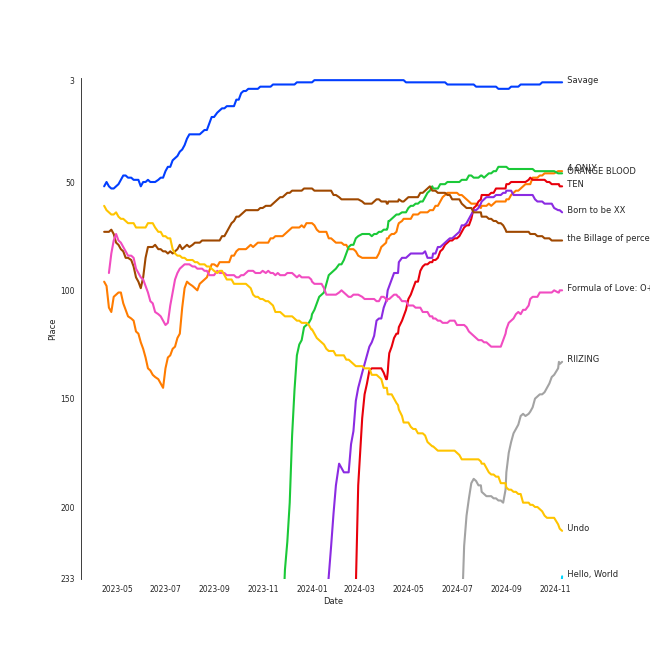 3
Savage
4 ONLY
ORANGE BLOOD
50
TEN
Born to be XX
the Billage of perce
100
Formula of Love: O+
Place
RIIZING
150
200
Undo
233
Hello, World
2023-05
2023-07
2023-09
2023-11
2024-01
2024-03
2024-05
2024-07
2024-09
2024-11
Date